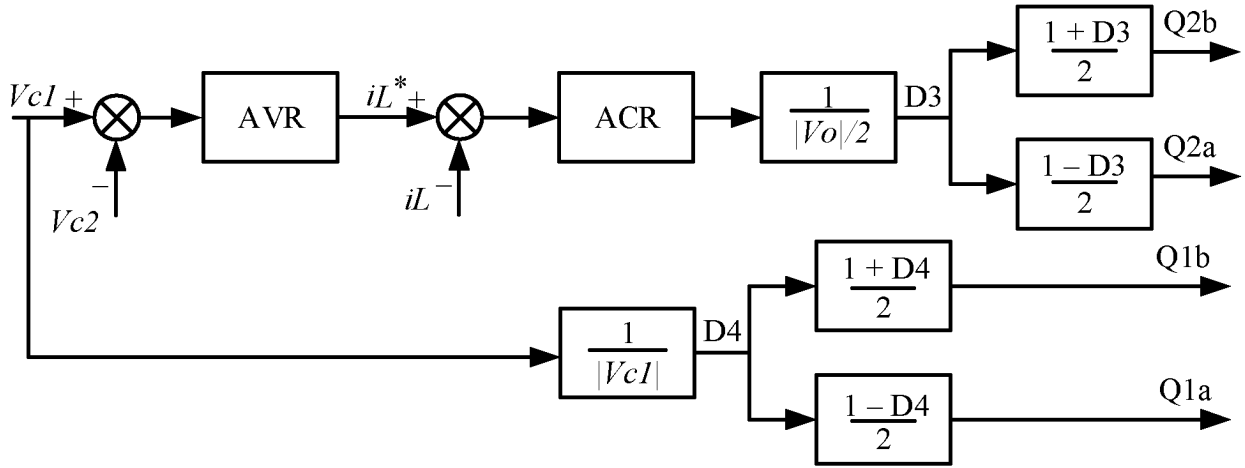 Vc1 +
−
Vc2
AVR
iL* +
iL −
ACR
1
|Vo|/2
D3
1 + D3
2
Q2b
1 − D3
2
Q2a
1
|Vc1|
D4
1 + D4
2
Q1b
1 − D4
2
Q1a